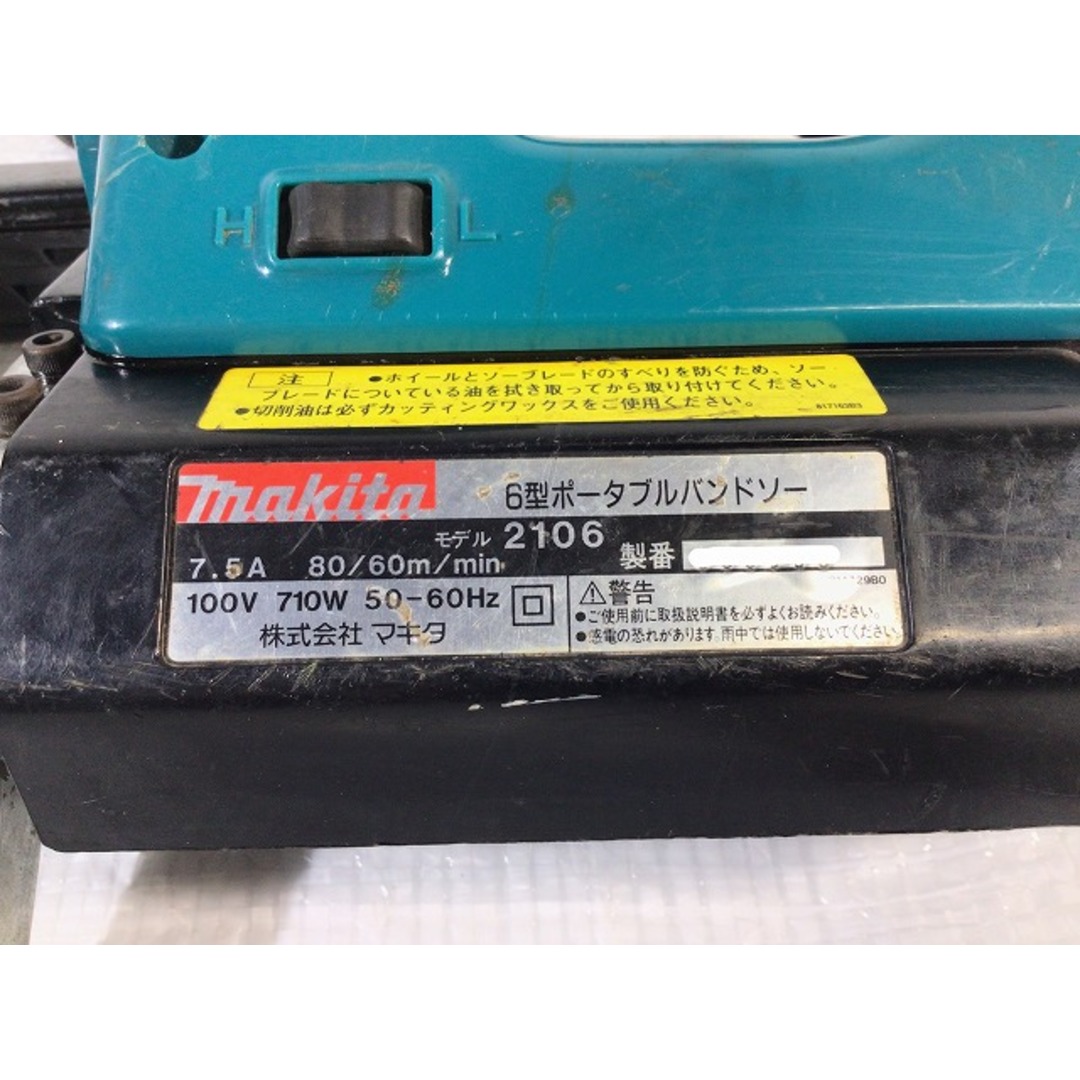 H L
注 ●ホイールとソーブレードのすべりを防ぐため、ソー
ブレードについている油を拭き取ってから取り付けてください。
●切削油は必ずカッティングワックスをご使用ください。
makita 6型ポータブルバンドソー
モデル 2106
7.5A 80/60m/min 製番
100V 710W 50-60Hz
株式会社 マキタ
⚠警告
●ご使用前に取扱説明書を必ずよくお読みください。
●感電の恐れがあります。雨中では使用しないでください。